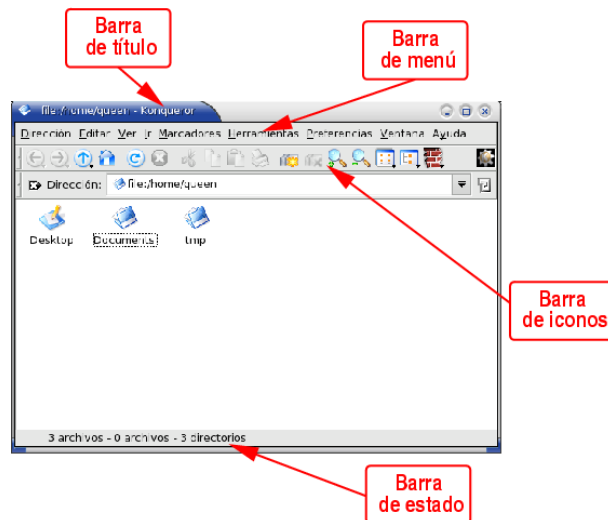 Barra
de título
Barra
de menú
file:/home/queen - Konqueror
Dirección Editar Ver Ir Marcadores Herramientas Preferencias Ventana Ayuda
Dirección: file:/home/queen
Desktop Documents tmp
Barra
de iconos
3 archivos - 0 archivos - 3 directorios
Barra
de estado